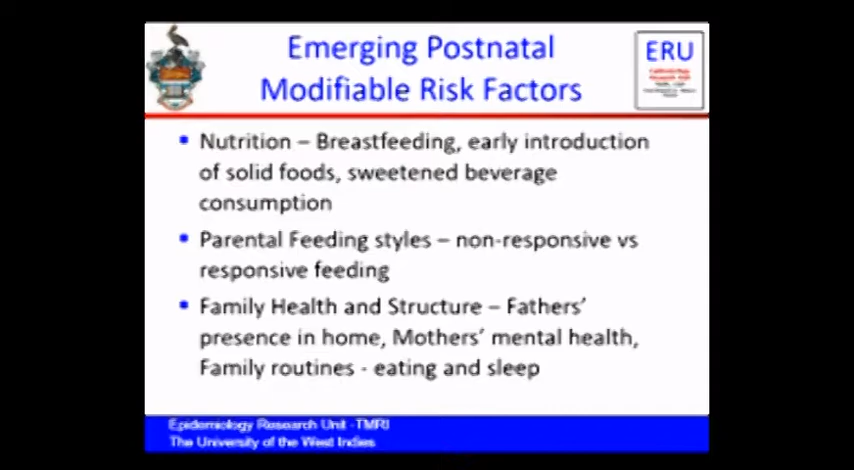 Emerging Postnatal
Modifiable Risk Factors
ERU
• Nutrition – Breastfeeding, early introduction
of solid foods, sweetened beverage
consumption
• Parental Feeding styles – non-responsive vs
responsive feeding
• Family Health and Structure – Fathers’
presence in home, Mothers’ mental health,
Family routines - eating and sleep
Epidemiology Research Unit -TMRI
The University of the West Indies